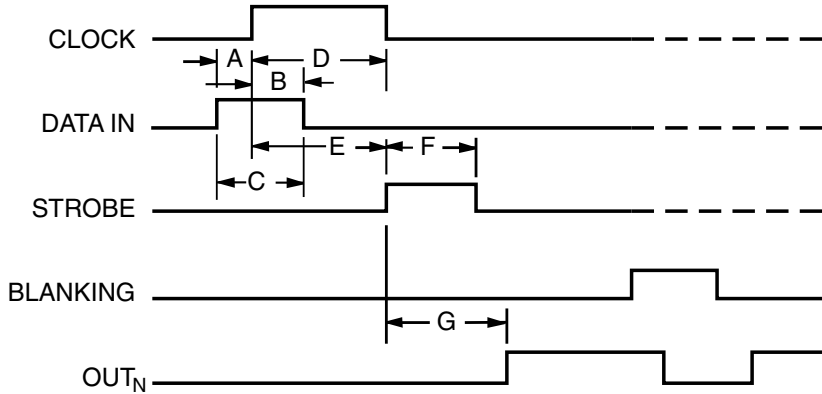 CLOCK
A
D
B
DATA IN
E
F
C
STROBE
BLANKING
G
OUTN